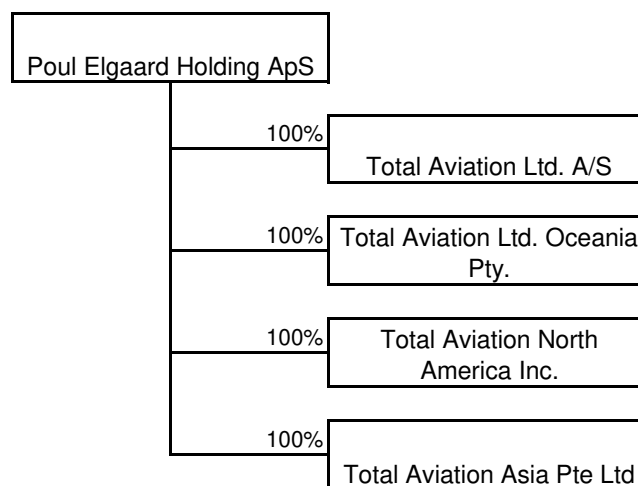 Poul Elgaard Holding ApS
100%
Total Aviation Ltd. A/S
100%
Total Aviation Ltd. Oceania
Pty.
100%
Total Aviation North
America Inc.
100%
Total Aviation Asia Pte Ltd